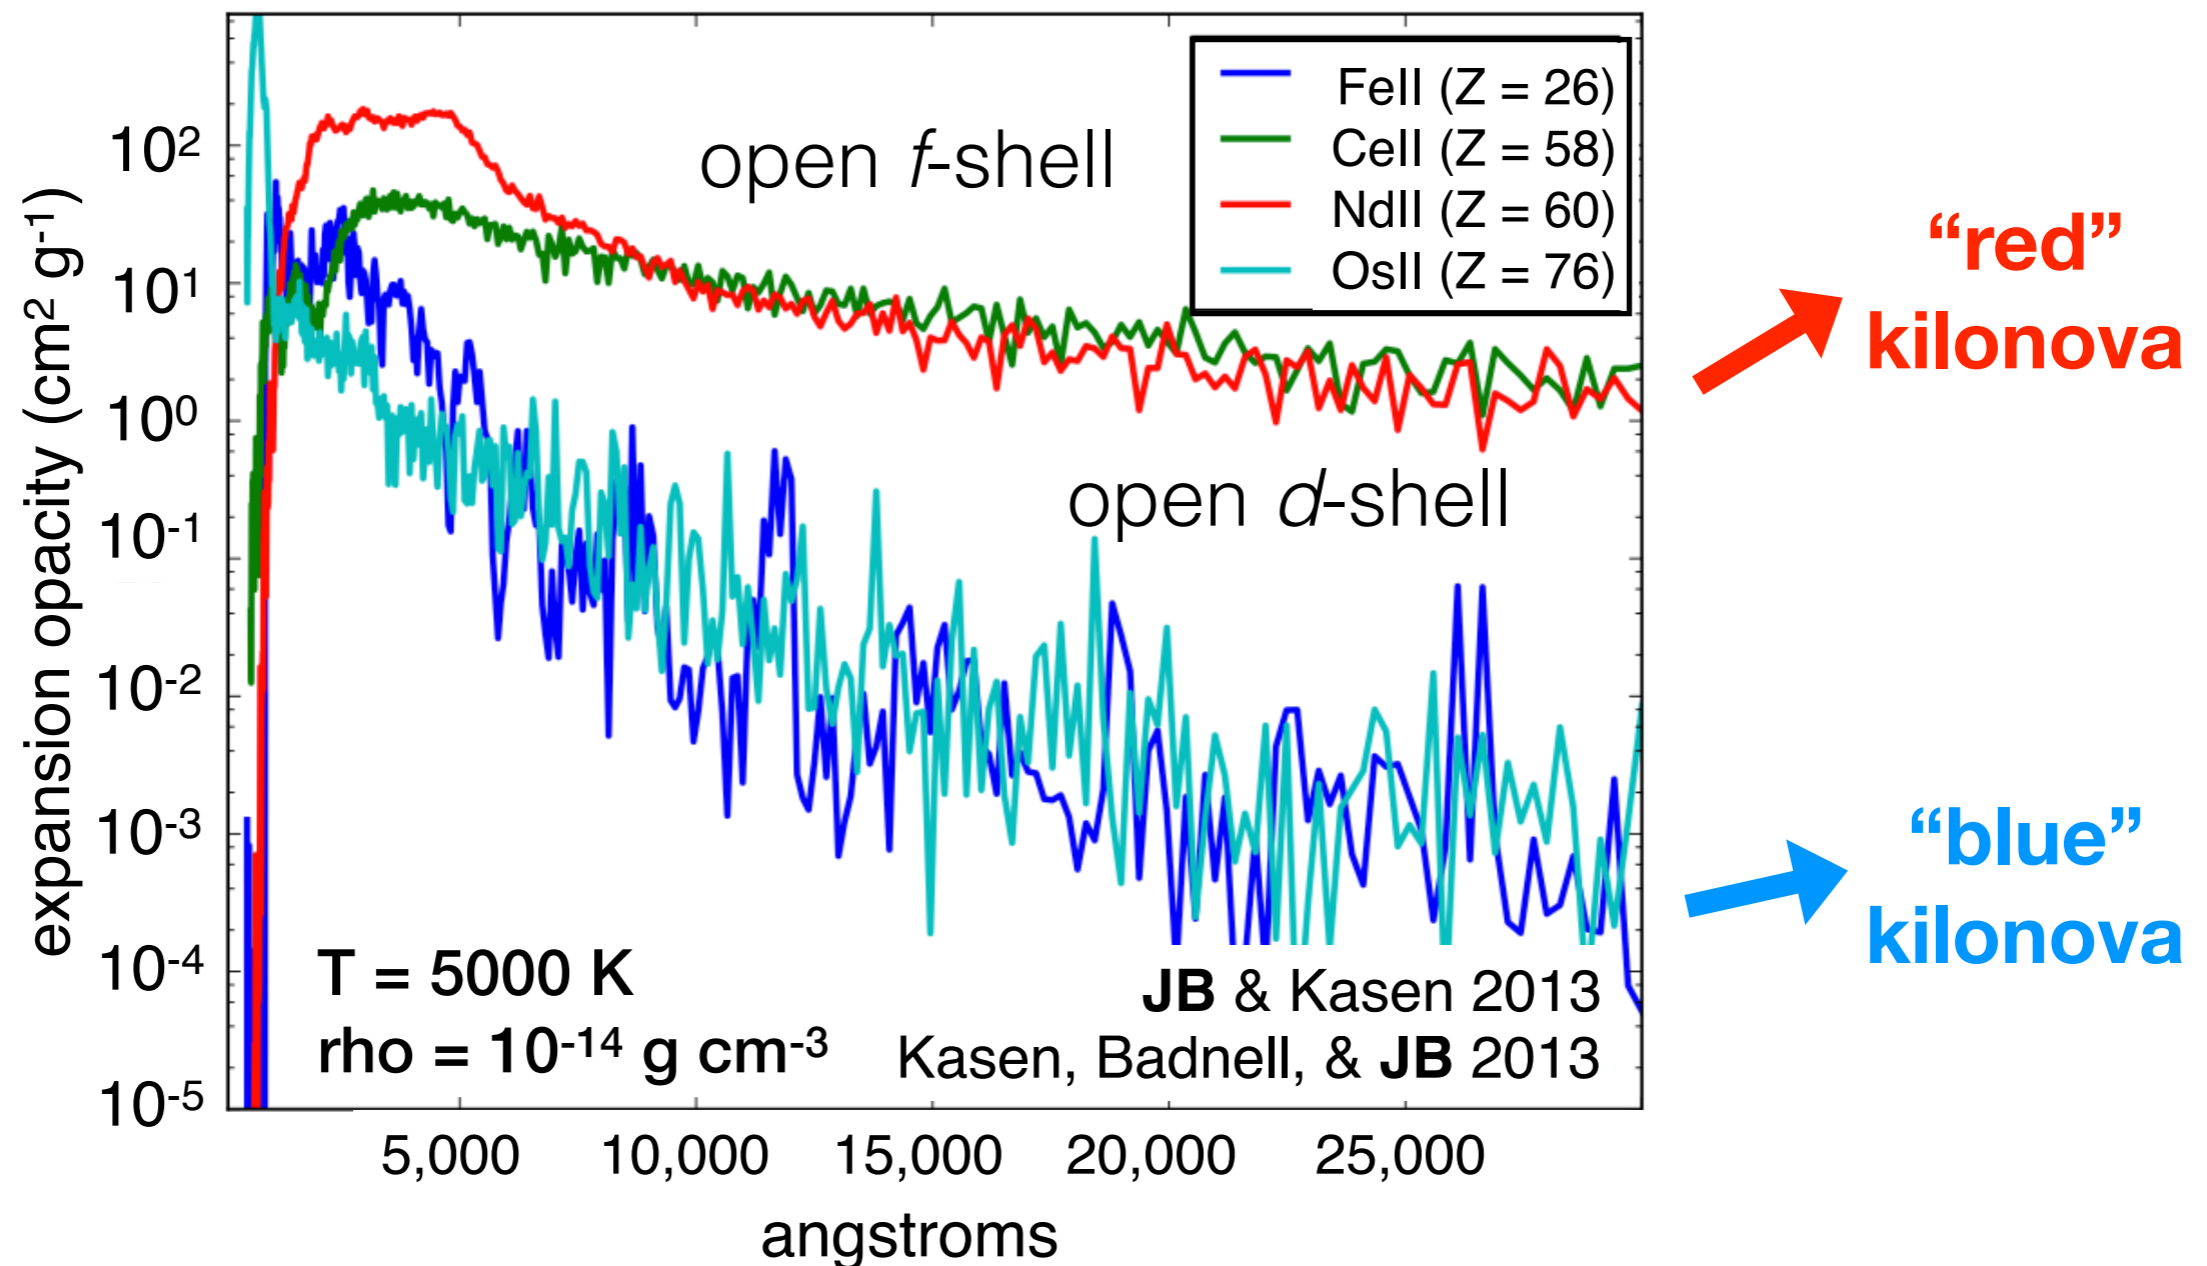 expansion opacity (cm² g⁻¹)
10²
10¹
10⁰
10⁻¹
10⁻²
10⁻³
10⁻⁴
10⁻⁵
open f-shell
FeII (Z = 26)
CeII (Z = 58)
NdII (Z = 60)
OsII (Z = 76)
open d-shell
T = 5000 K
rho = 10⁻¹⁴ g cm⁻³
JB & Kasen 2013
Kasen, Badnell, & JB 2013
5,000
10,000
15,000
20,000
25,000
angstroms
“red”
kilonova
“blue”
kilonova